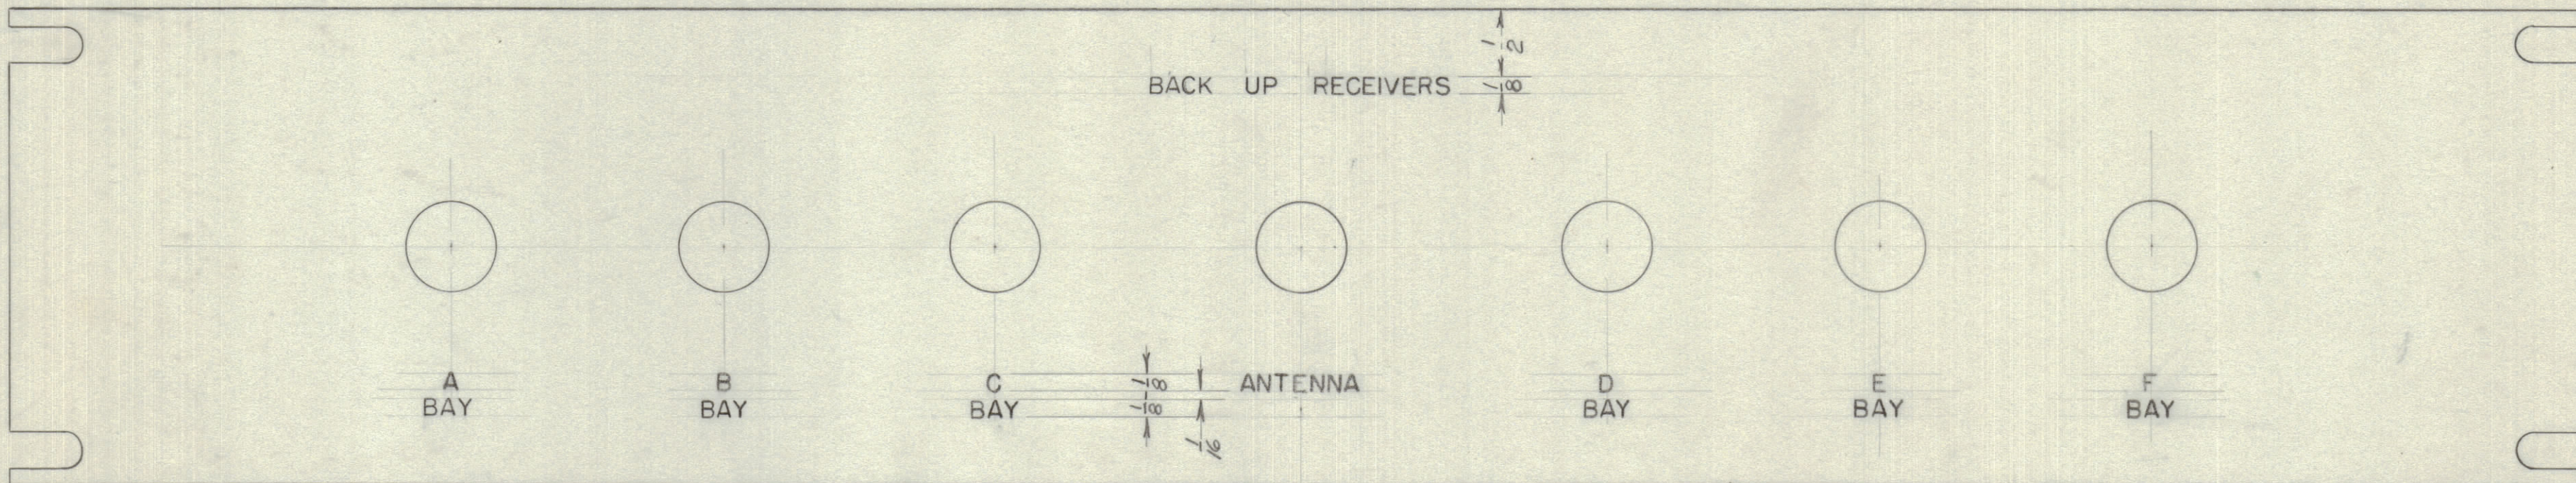 1/2
BACK UP RECEIVERS
1/8
A B C 1/8 ANTENNA D E F
BAY BAY BAY 1/8 BAY BAY BAY
1/16